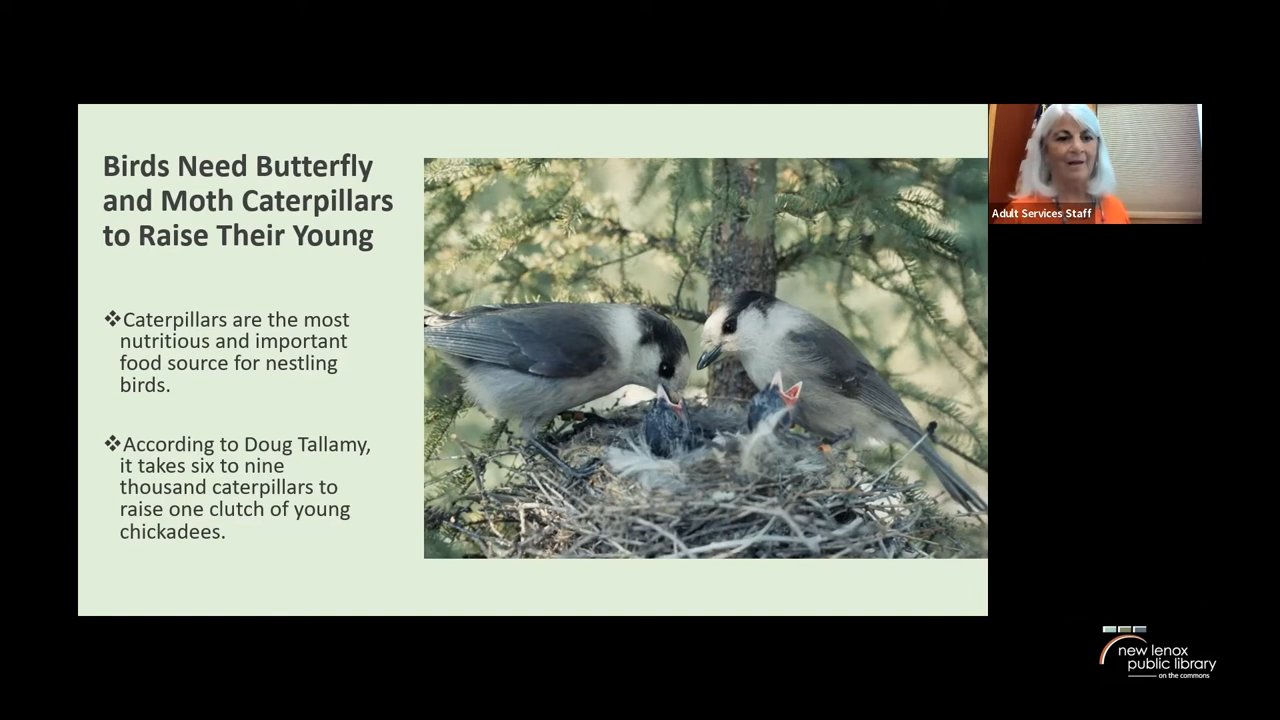 Birds Need Butterfly
and Moth Caterpillars
to Raise Their Young
❖Caterpillars are the most
nutritious and important
food source for nestling
birds.
❖According to Doug Tallamy,
it takes six to nine
thousand caterpillars to
raise one clutch of young
chickadees.
Adult Services Staff
new lenox
public library
on the commons